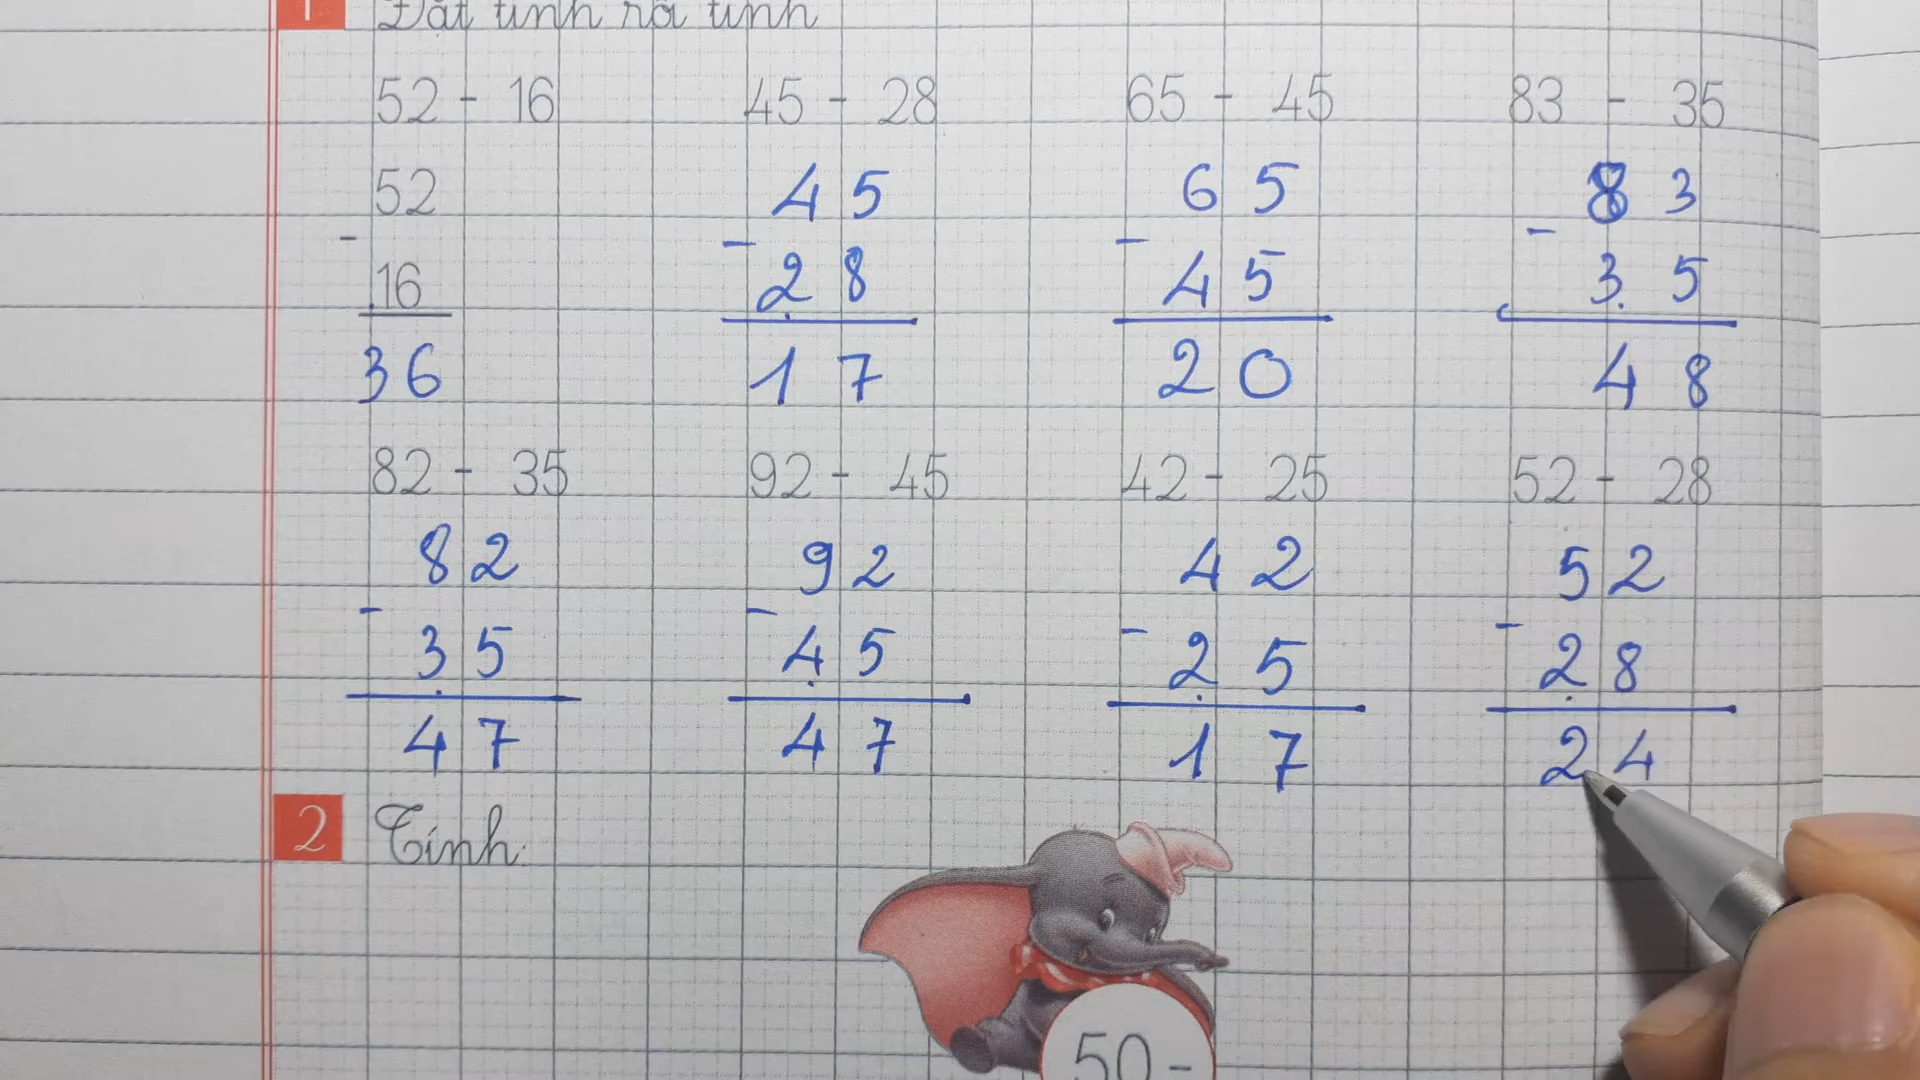 1 Đặt tính rồi tính
52 - 16 45 - 28 65 - 45 83 - 35
52 45 65 83
- - - -
16 28 45 35
36 17 20 48
82 - 35 92 - 45 42 - 25 52 - 28
82 92 42 52
- - - -
35 45 25 28
47 47 17 24
2 Tính:
50 -